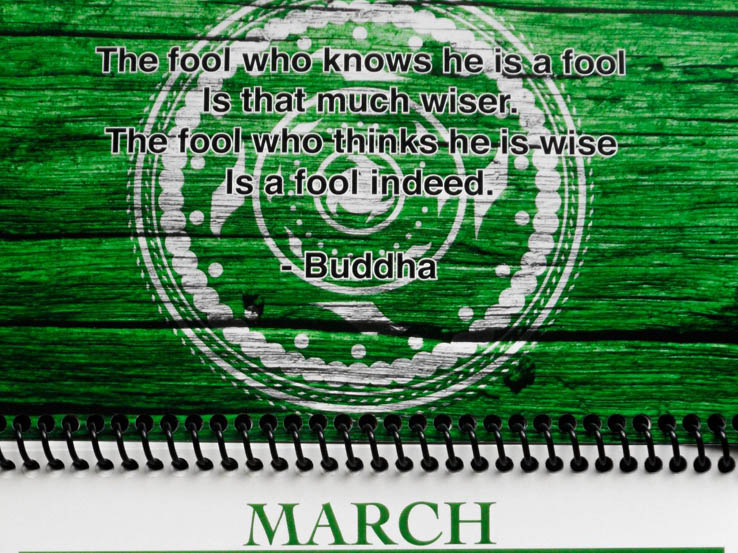 The fool who knows he is a fool
Is that much wiser.
The fool who thinks he is wise
Is a fool indeed.
- Buddha
MARCH